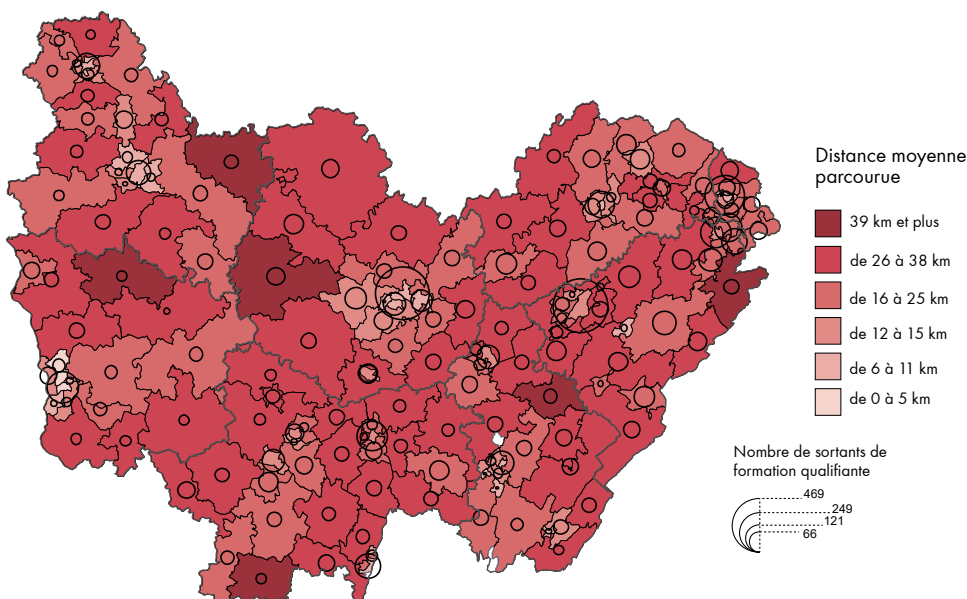 Distance moyenne
parcourue
39 km et plus
de 26 à 38 km
de 16 à 25 km
de 12 à 15 km
de 6 à 11 km
de 0 à 5 km
Nombre de sortants de
formation qualifiante
469
249
121
66